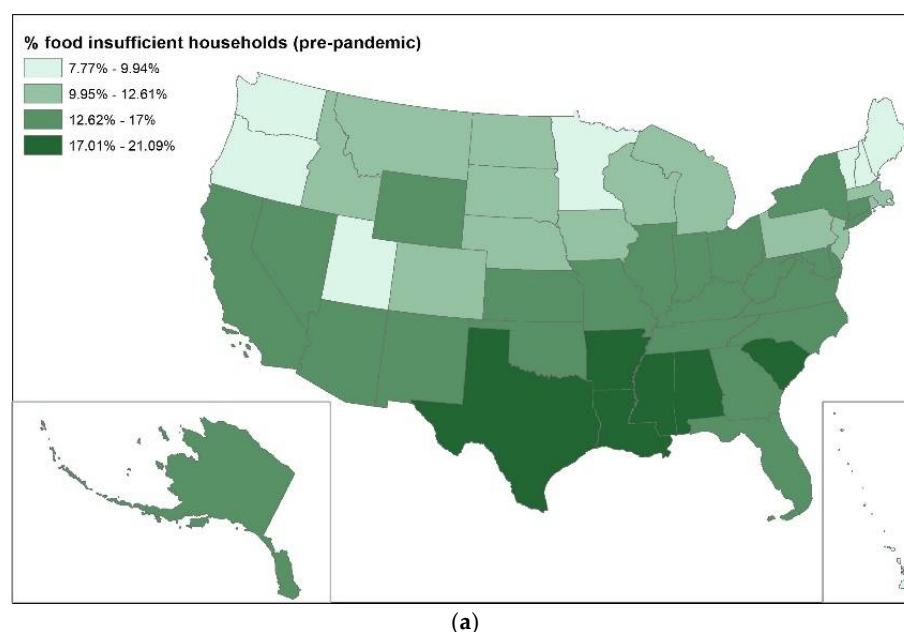 % food insufficient households (pre-pandemic)
7.77% - 9.94%
9.95% - 12.61%
12.62% - 17%
17.01% - 21.09%
(a)